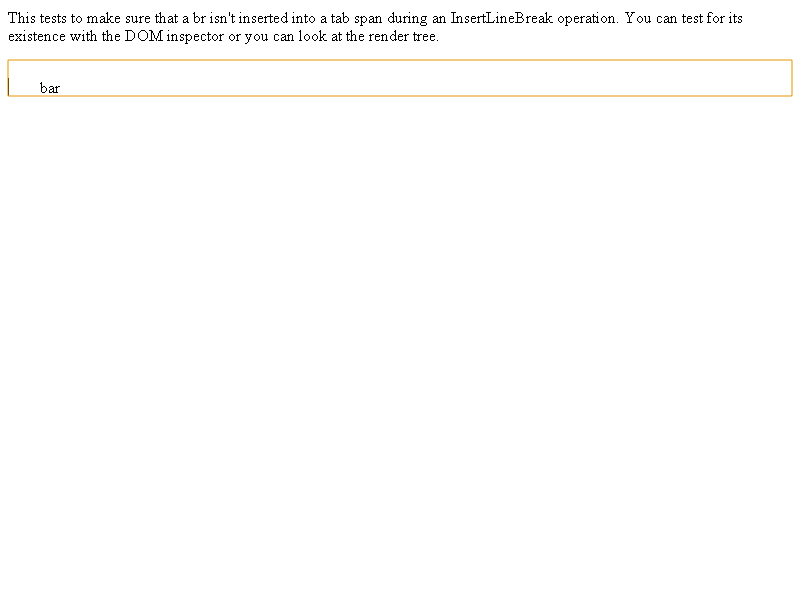 This tests to make sure that a br isn't inserted into a tab span during an InsertLineBreak operation. You can test for its
existence with the DOM inspector or you can look at the render tree.
bar